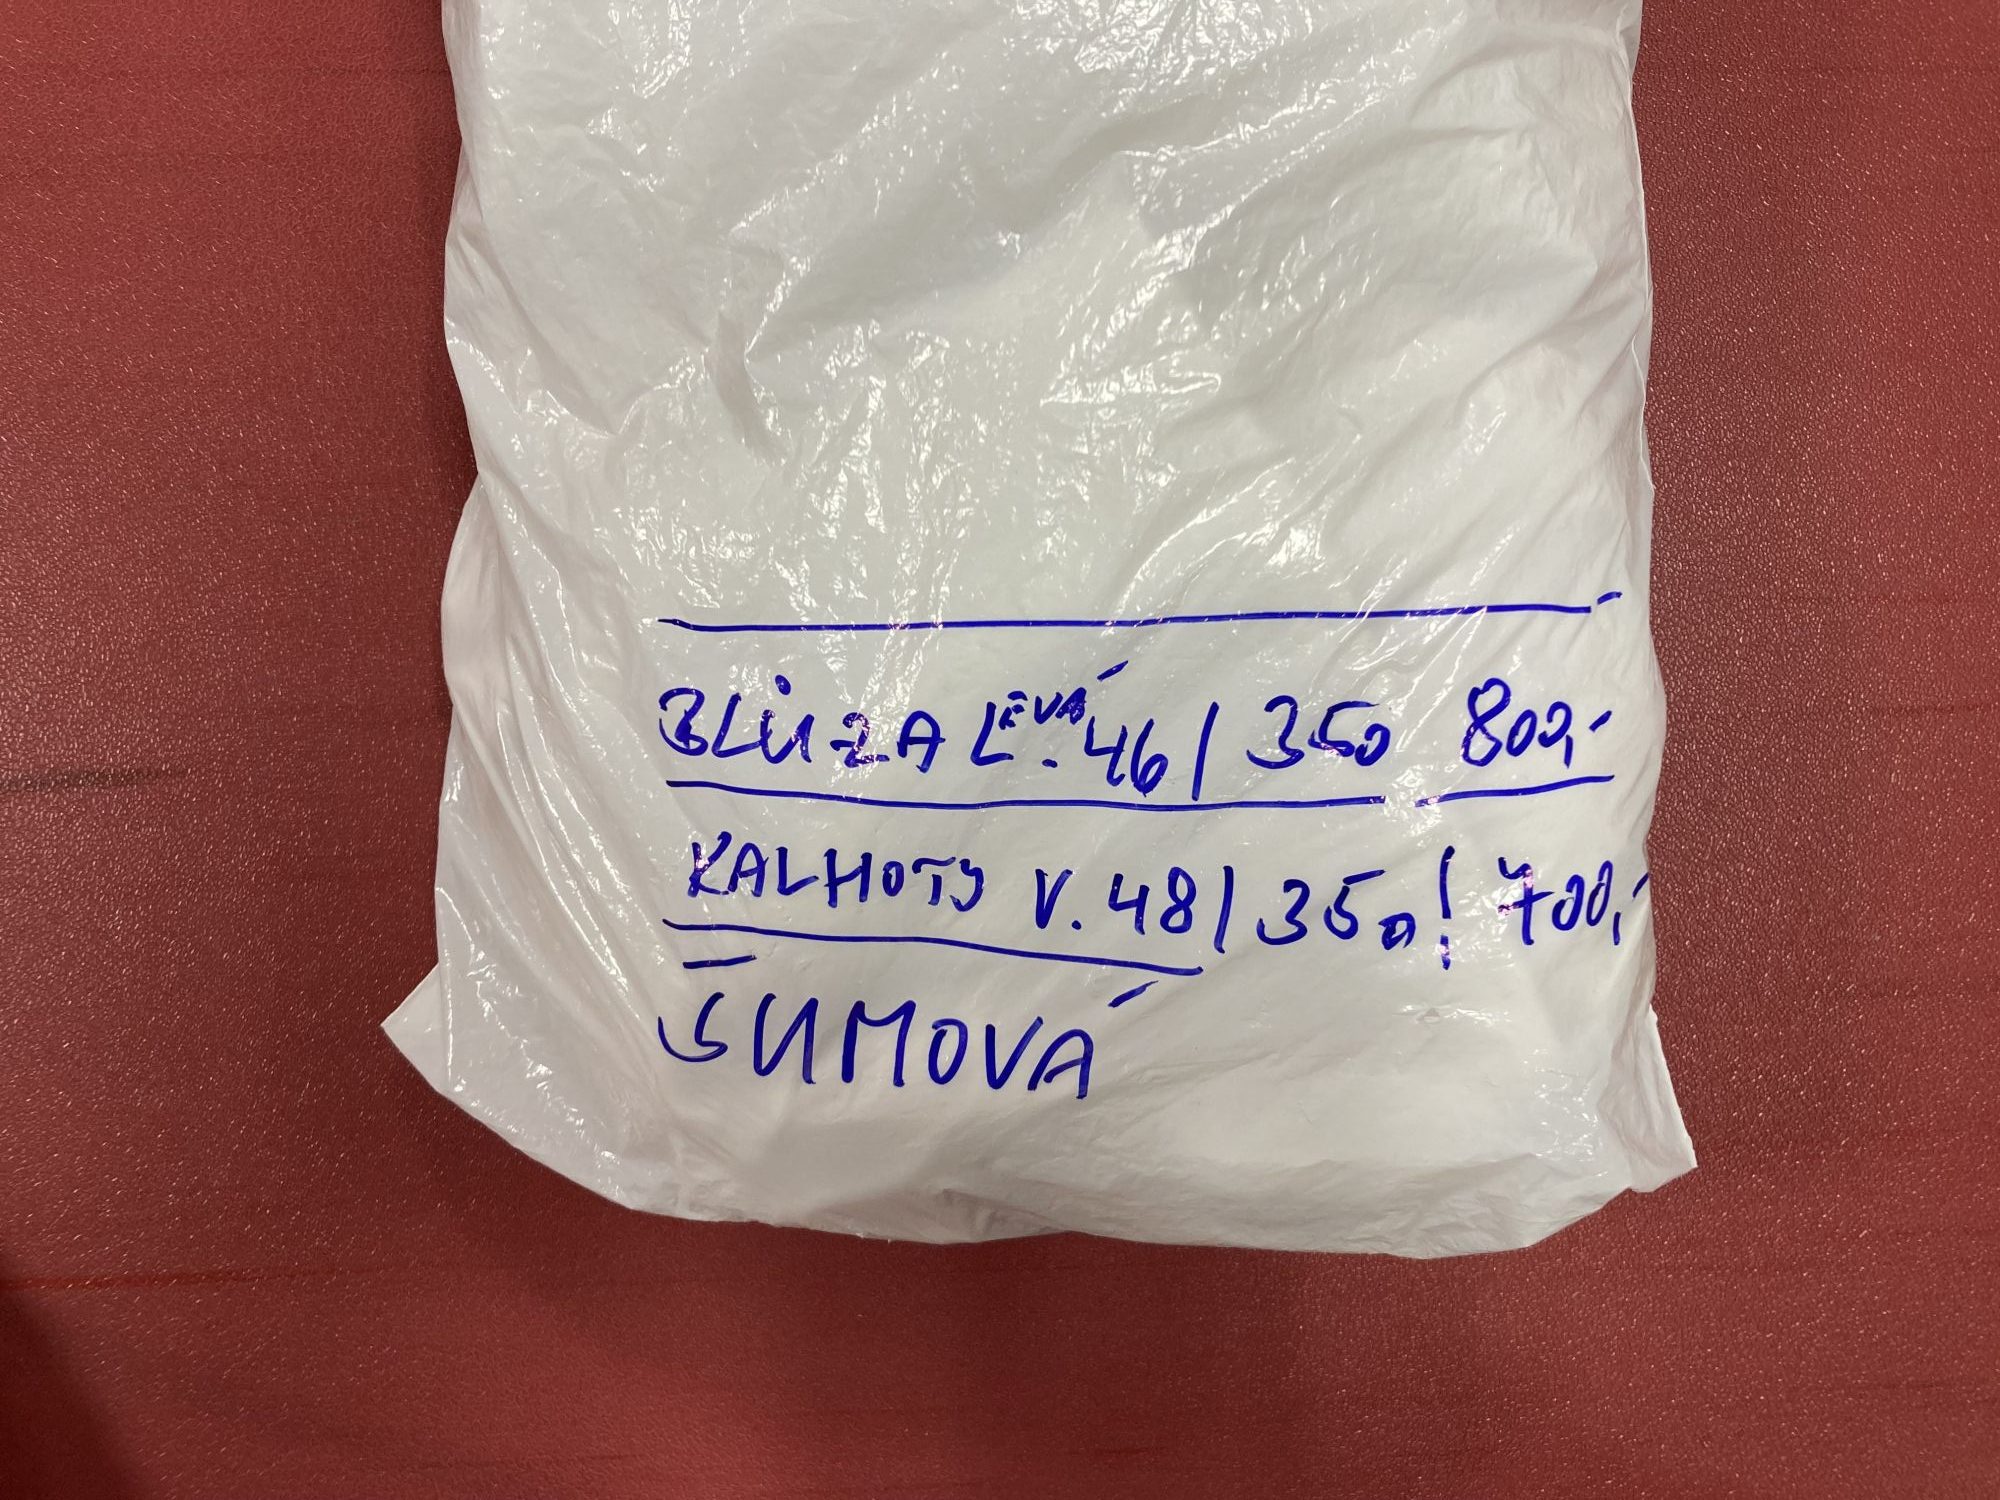 BLŮZA LEVÁ. 46 / 350 800,-
KALHOTY V. 48 / 350 / 700,-
ŠUMOVÁ